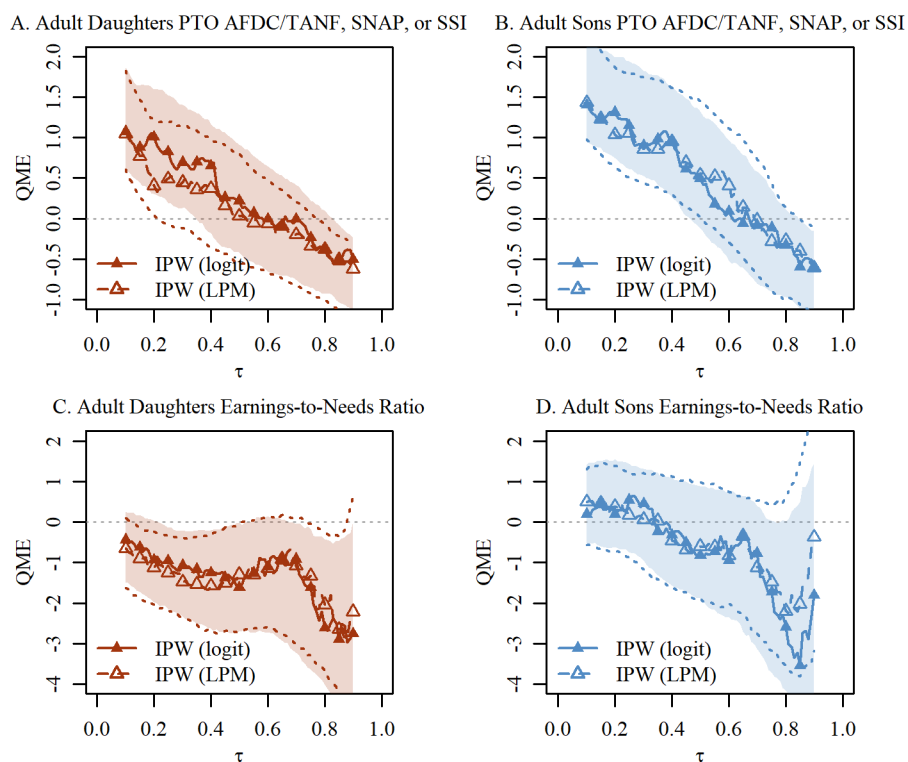 A. Adult Daughters PTO AFDC/TANF, SNAP, or SSI
QME
2.0
1.5
1.0
0.5
0.0
-0.5
-1.0
IPW (logit)
IPW (LPM)
0.0 0.2 0.4 0.6 0.8 1.0
τ
B. Adult Sons PTO AFDC/TANF, SNAP, or SSI
QME
2.0
1.5
1.0
0.5
0.0
-0.5
-1.0
IPW (logit)
IPW (LPM)
0.0 0.2 0.4 0.6 0.8 1.0
τ
C. Adult Daughters Earnings-to-Needs Ratio
QME
2
1
0
-1
-2
-3
-4
IPW (logit)
IPW (LPM)
0.0 0.2 0.4 0.6 0.8 1.0
τ
D. Adult Sons Earnings-to-Needs Ratio
QME
2
1
0
-1
-2
-3
-4
IPW (logit)
IPW (LPM)
0.0 0.2 0.4 0.6 0.8 1.0
τ